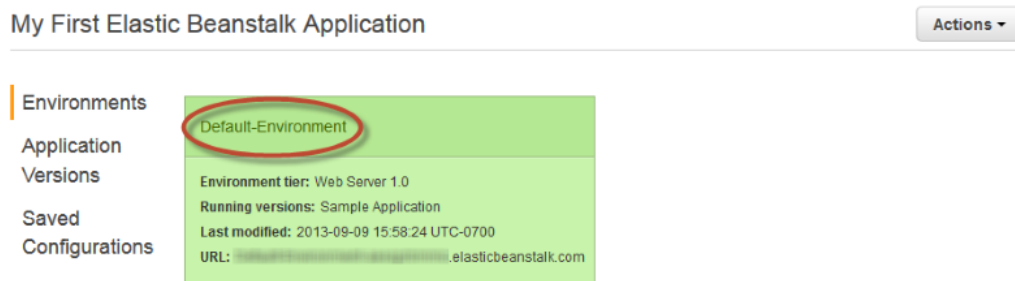 My First Elastic Beanstalk Application
Actions
Environments
Application
Versions
Saved
Configurations
Default-Environment
Environment tier: Web Server 1.0
Running versions: Sample Application
Last modified: 2013-09-09 15:58:24 UTC-0700
URL: .elasticbeanstalk.com